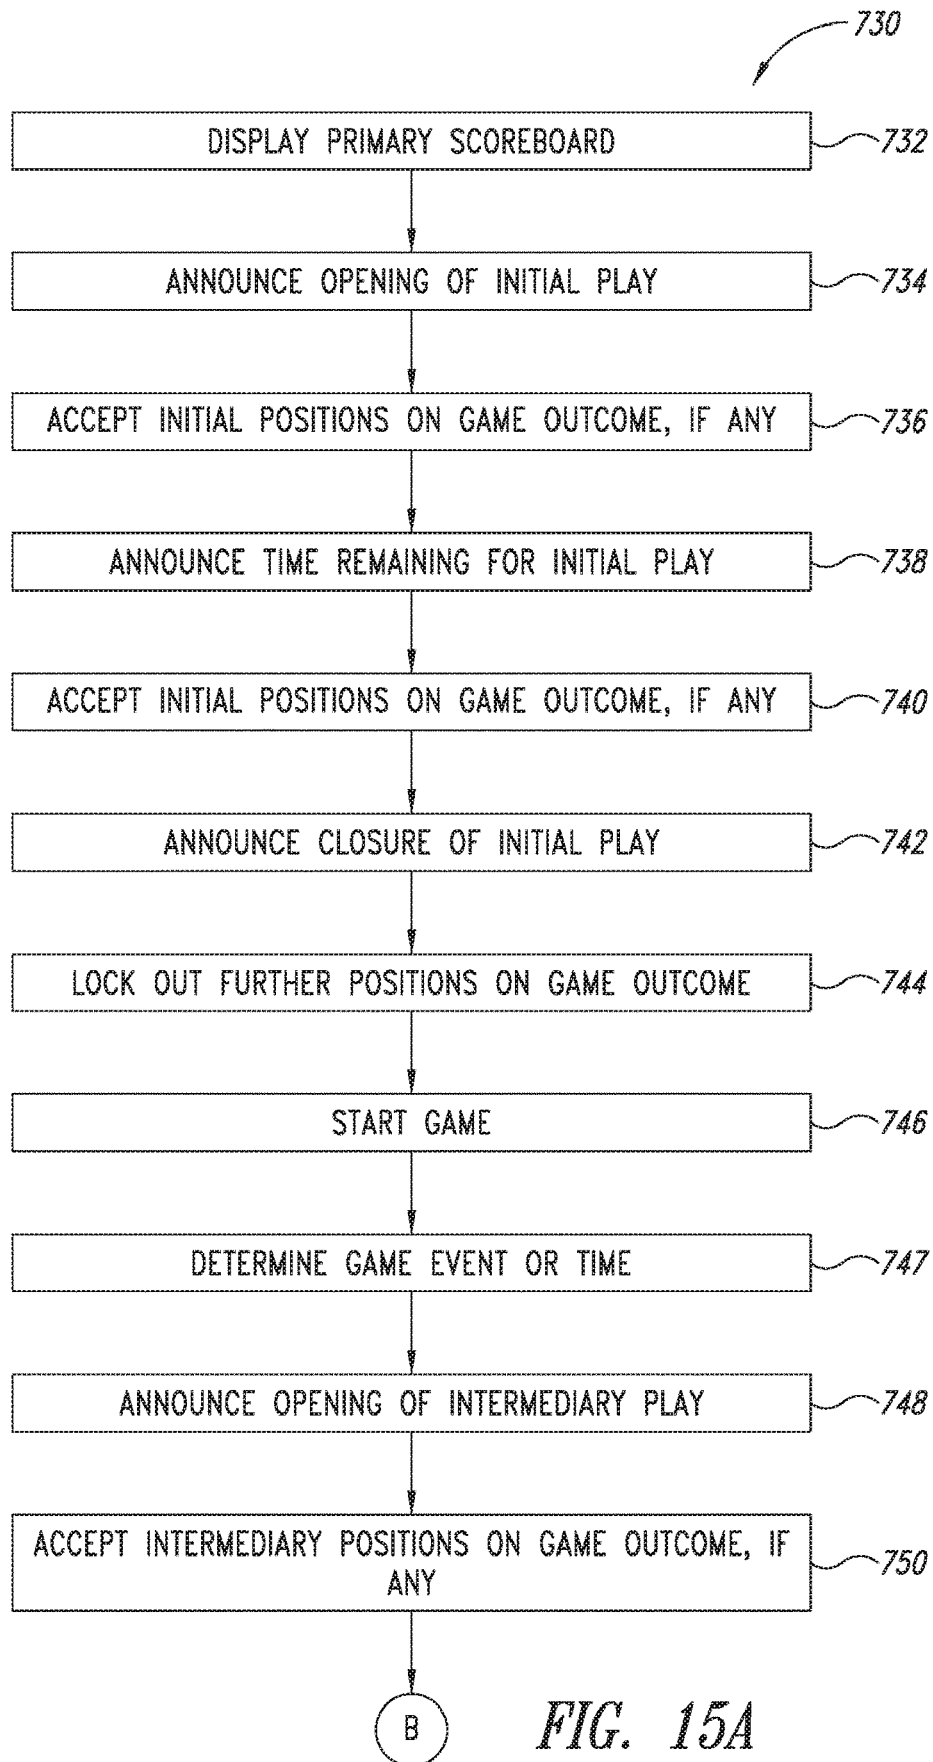 730
DISPLAY PRIMARY SCOREBOARD 732
ANNOUNCE OPENING OF INITIAL PLAY 734
ACCEPT INITIAL POSITIONS ON GAME OUTCOME, IF ANY 736
ANNOUNCE TIME REMAINING FOR INITIAL PLAY 738
ACCEPT INITIAL POSITIONS ON GAME OUTCOME, IF ANY 740
ANNOUNCE CLOSURE OF INITIAL PLAY 742
LOCK OUT FURTHER POSITIONS ON GAME OUTCOME 744
START GAME 746
DETERMINE GAME EVENT OR TIME 747
ANNOUNCE OPENING OF INTERMEDIARY PLAY 748
ACCEPT INTERMEDIARY POSITIONS ON GAME OUTCOME, IF
ANY 750
B
FIG. 15A